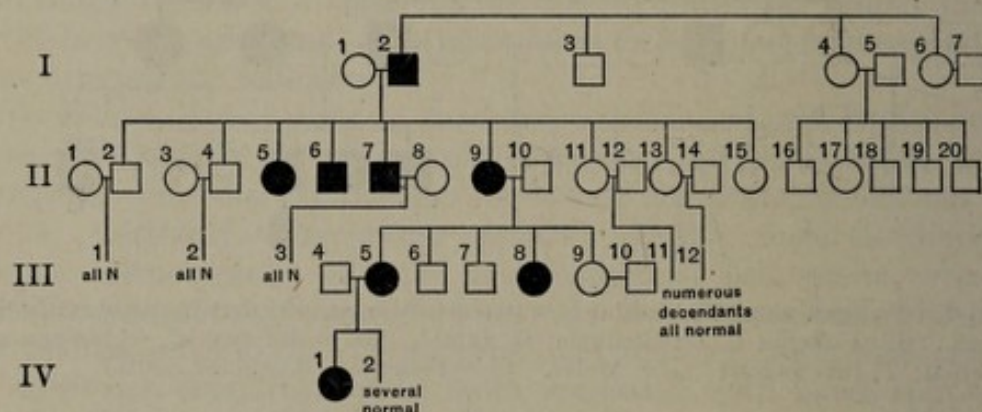 I 1 2 3 4 5 6 7
II 1 2 3 4 5 6 7 8 9 10 11 12 13 14 15 16 17 18 19 20
III 1 2 3 4 5 6 7 8 9 10 11 12
all N all N all N
numerous
decendants
all normal
IV 1 2
several
normal